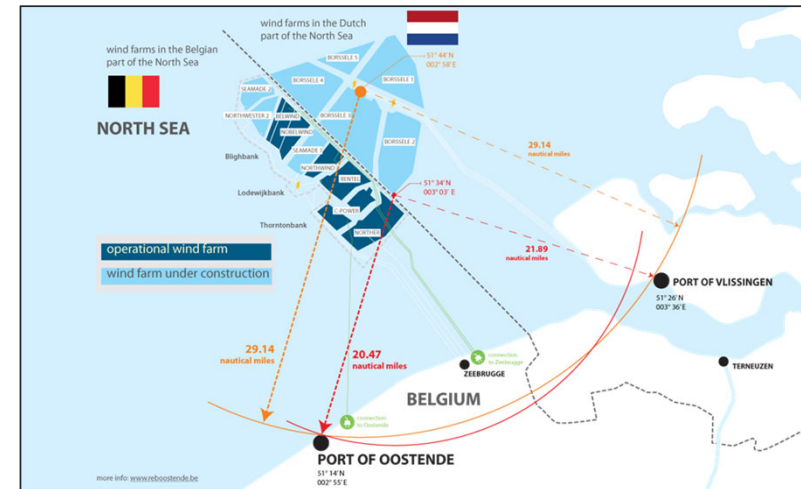 wind farms in the Dutch
part of the North Sea
wind farms in the Belgian
part of the North Sea
NORTH SEA
51° 44' N
002° 58' E
BORSSELE 5
BORSSELE 4
BORSSELE 1
SEAMADE 2
NORTHWESTER 2
BELWIND
BORSSELE 3
NOBELWIND
BORSSELE 2
SEAMADE 1
Blighbank
NORTHWIND
RENTEL
51° 34' N
003° 03' E
Lodewijkbank
C-POWER
Thorntonbank
NORTHER
29.14
nautical miles
21.89
nautical miles
operational wind farm
wind farm under construction
PORT OF VLISSINGEN
51° 26' N
003° 36' E
29.14
nautical miles
20.47
nautical miles
connection
to Zeebrugge
ZEEBRUGGE
TERNEUZEN
BELGIUM
connection
to Oostende
PORT OF OOSTENDE
51° 14' N
002° 55' E
more info: www.reboostende.be